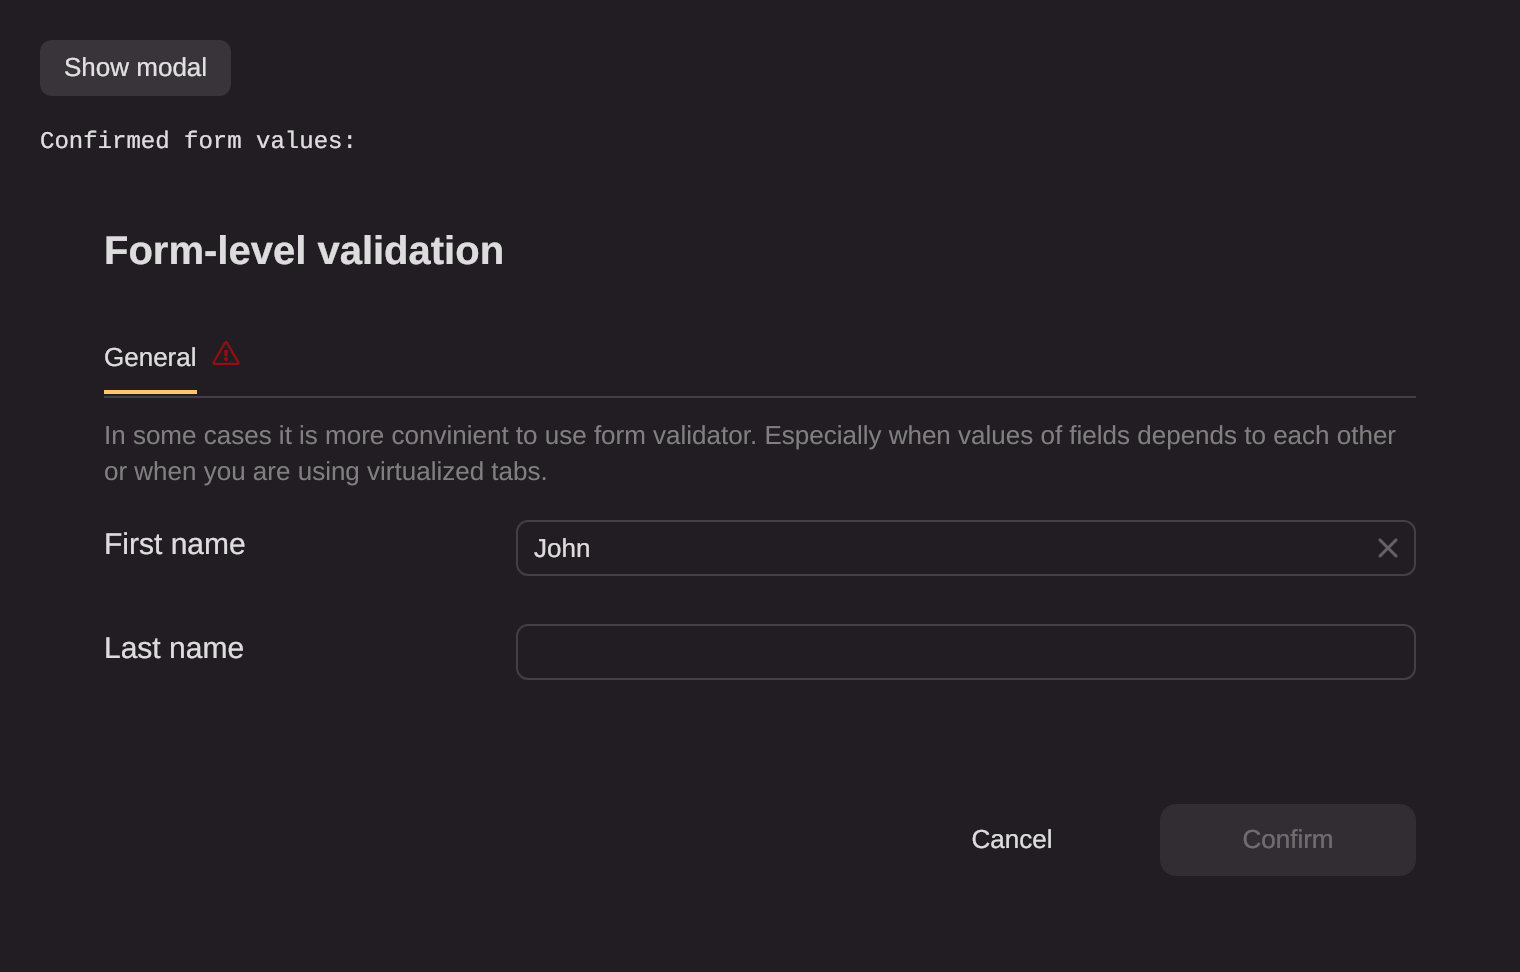 Show modal
Confirmed form values:
Form-level validation
General
In some cases it is more convinient to use form validator. Especially when values of fields depends to each other
or when you are using virtualized tabs.
First name
John
Last name
Cancel
Confirm